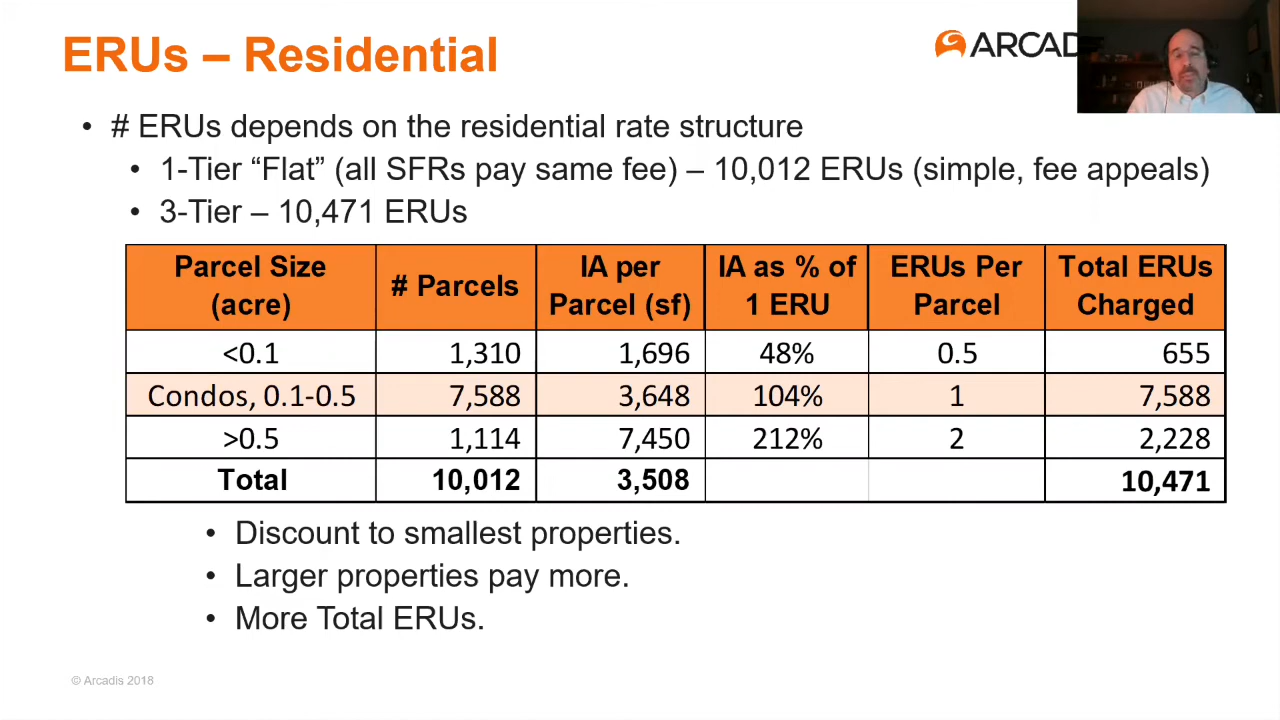 ERUs – Residential
ARCAD
• # ERUs depends on the residential rate structure
• 1-Tier “Flat” (all SFRs pay same fee) – 10,012 ERUs (simple, fee appeals)
• 3-Tier – 10,471 ERUs
Parcel Size (acre) # Parcels IA per Parcel (sf) IA as % of 1 ERU ERUs Per Parcel Total ERUs Charged
<0.1 1,310 1,696 48% 0.5 655
Condos, 0.1-0.5 7,588 3,648 104% 1 7,588
>0.5 1,114 7,450 212% 2 2,228
Total 10,012 3,508 10,471
• Discount to smallest properties.
• Larger properties pay more.
• More Total ERUs.
© Arcadis 2018